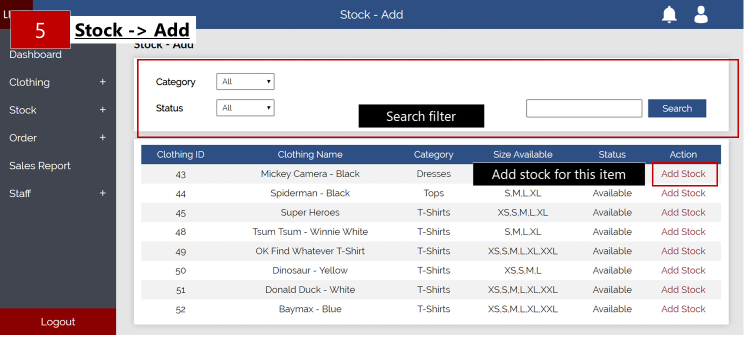 Stock - Add
5 Stock -> Add
Stock - Add
Dashboard
Clothing +
Stock +
Order +
Sales Report
Staff +
Logout
Category All
Status All
Search filter
Search
Clothing ID Clothing Name Category Size Available Status Action
43 Mickey Camera - Black Dresses Add stock for this item Add Stock
44 Spiderman - Black Tops S,M,L,XL Available Add Stock
45 Super Heroes T-Shirts XS,S,M,L,XL Available Add Stock
48 Tsum Tsum - Winnie White T-Shirts S,M,L,XL Available Add Stock
49 OK Find Whatever T-Shirt T-Shirts XS,S,M,L,XL,XXL Available Add Stock
50 Dinosaur - Yellow T-Shirts XS,S,M,L Available Add Stock
51 Donald Duck - White T-Shirts XS,S,M,L,XL,XXL Available Add Stock
52 Baymax - Blue T-Shirts XS,S,M,L,XL,XXL Available Add Stock